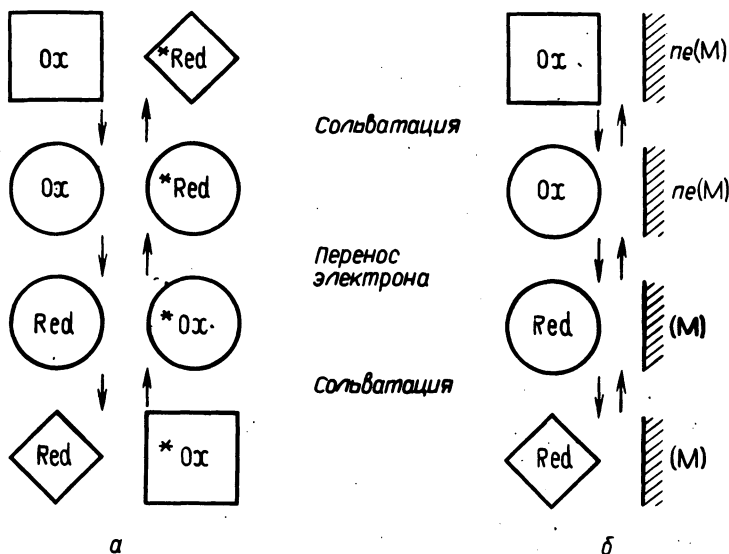 Ox *Red Ox ne(M)
Сольватация
Ox *Red Ox ne(M)
Перенос
электрона
Red *Ox Red (M)
Сольватация
Red *Ox Red (M)
а б